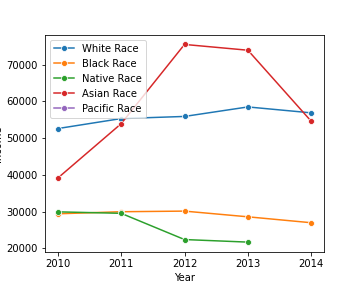 White Race
Black Race
Native Race
Asian Race
Pacific Race
70000
60000
50000
40000
30000
20000
2010
2011
2012
2013
2014
Year